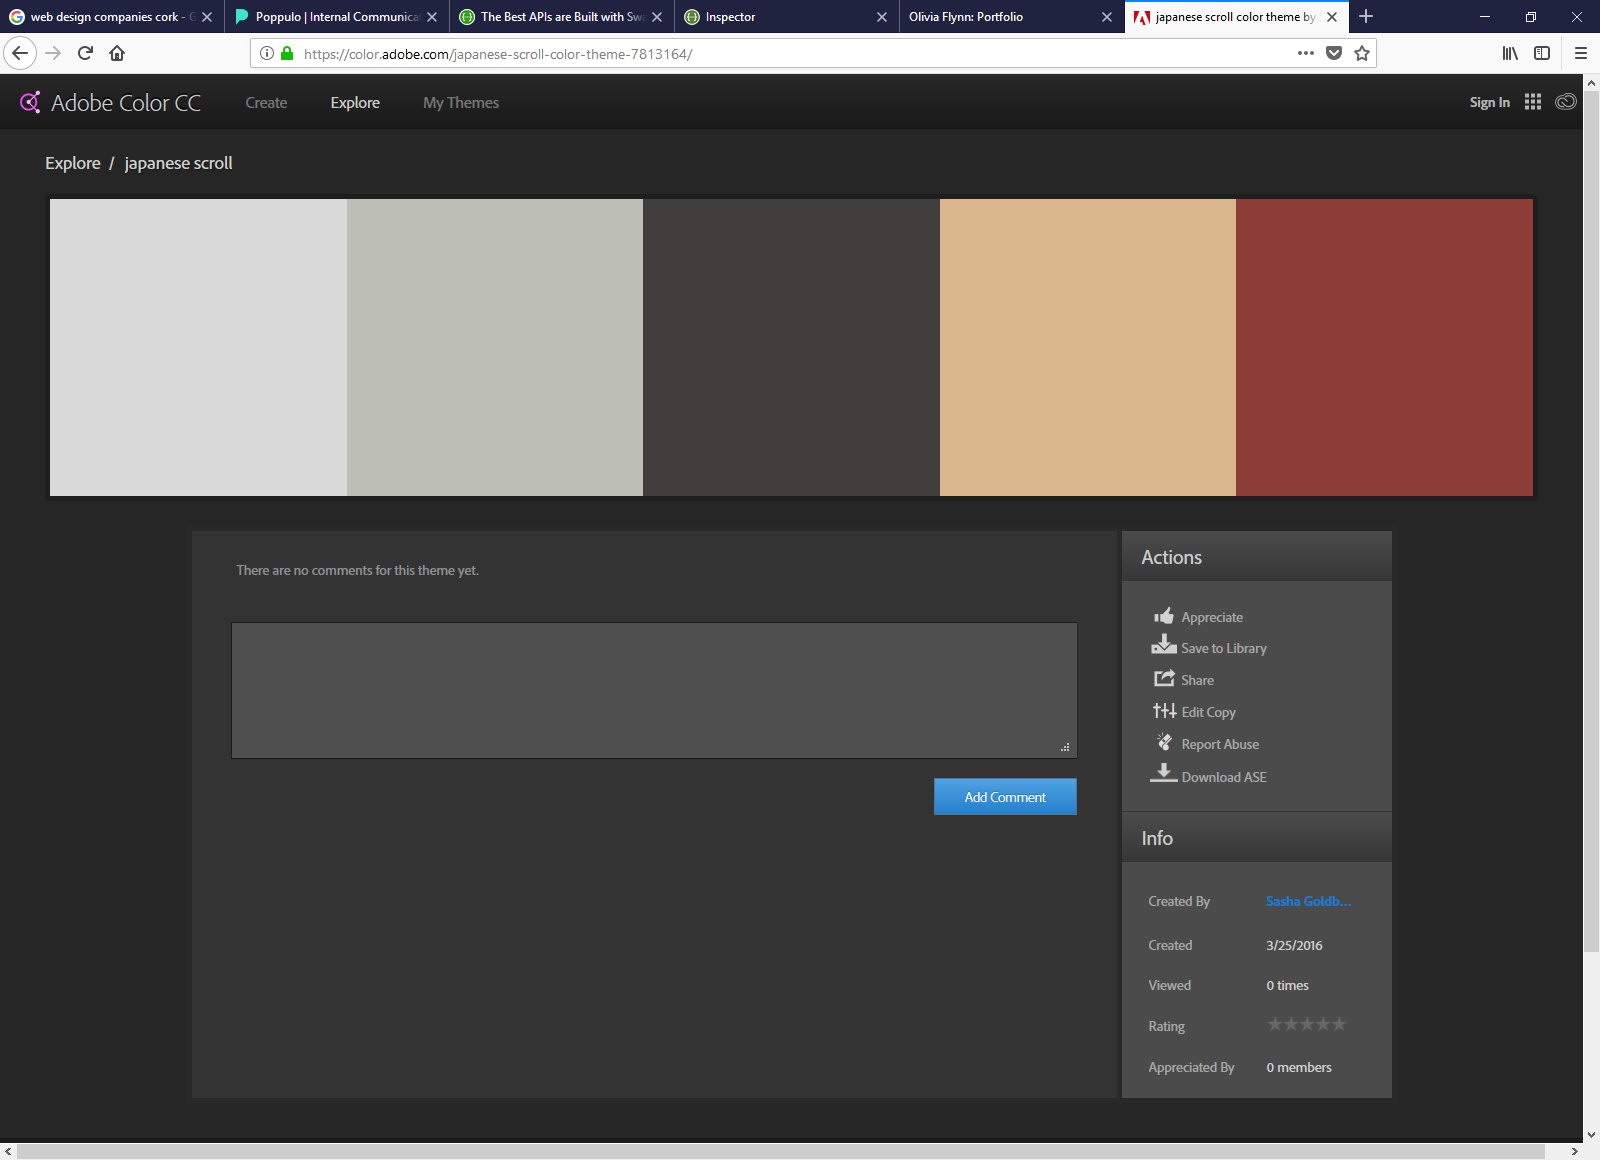 web design companies cork - G
Poppulo | Internal Communica
The Best APIs are Built with Swa
Inspector
Olivia Flynn: Portfolio
japanese scroll color theme by
https://color.adobe.com/japanese-scroll-color-theme-7813164/
Adobe Color CC
Create
Explore
My Themes
Sign In
Explore / japanese scroll
There are no comments for this theme yet.
Add Comment
Actions
Appreciate
Save to Library
Share
Edit Copy
Report Abuse
Download ASE
Info
Created By Sasha Goldb...
Created 3/25/2016
Viewed 0 times
Rating
Appreciated By 0 members